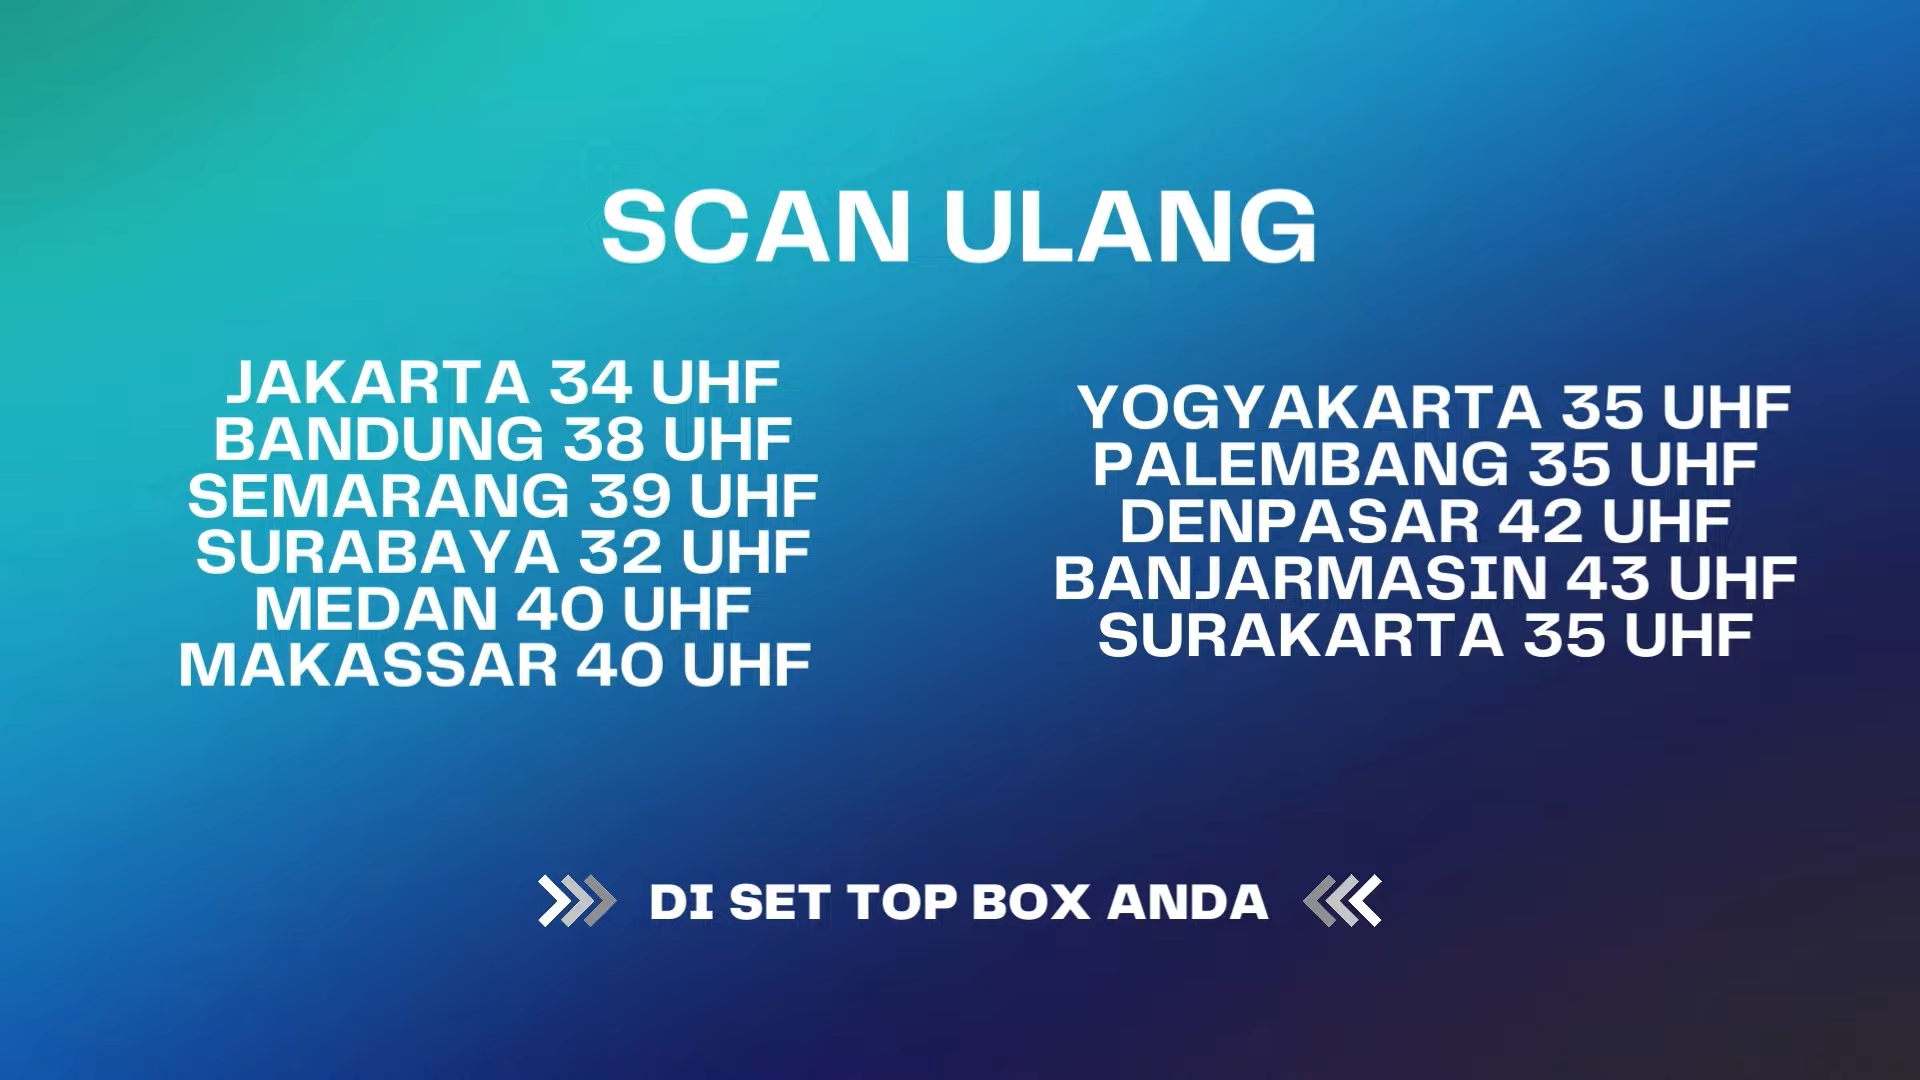 SCAN ULANG
JAKARTA 34 UHF
BANDUNG 38 UHF
SEMARANG 39 UHF
SURABAYA 32 UHF
MEDAN 40 UHF
MAKASSAR 40 UHF
YOGYAKARTA 35 UHF
PALEMBANG 35 UHF
DENPASAR 42 UHF
BANJARMASIN 43 UHF
SURAKARTA 35 UHF
DI SET TOP BOX ANDA